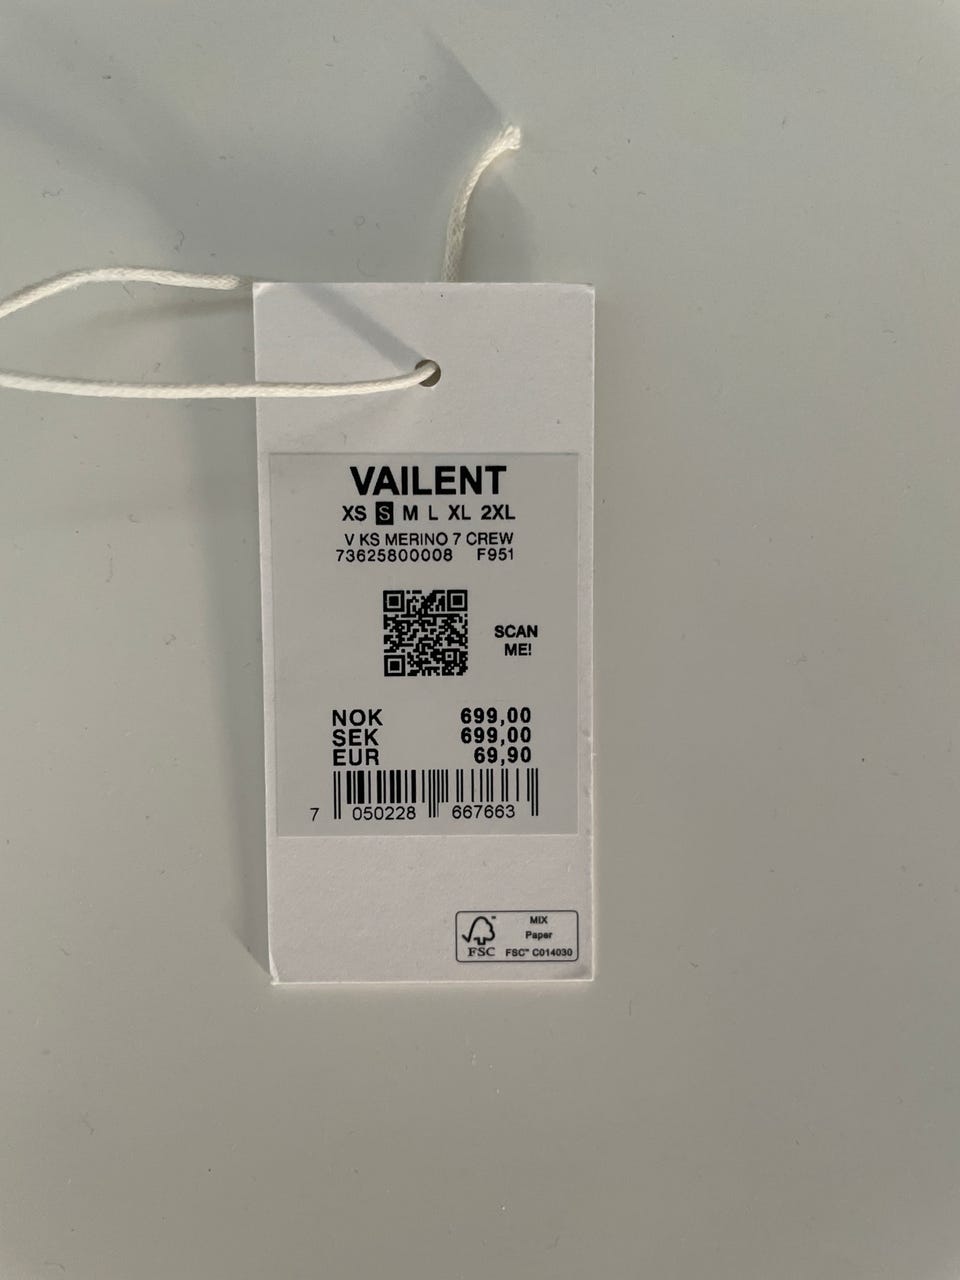 VAILENT
XS S M L XL 2XL
V KS MERINO 7 CREW
73625800008 F951
SCAN
ME!
NOK 699,00
SEK 699,00
EUR 69,90
7 050228 667663
MIX
Paper
FSC™ C014030
FSC